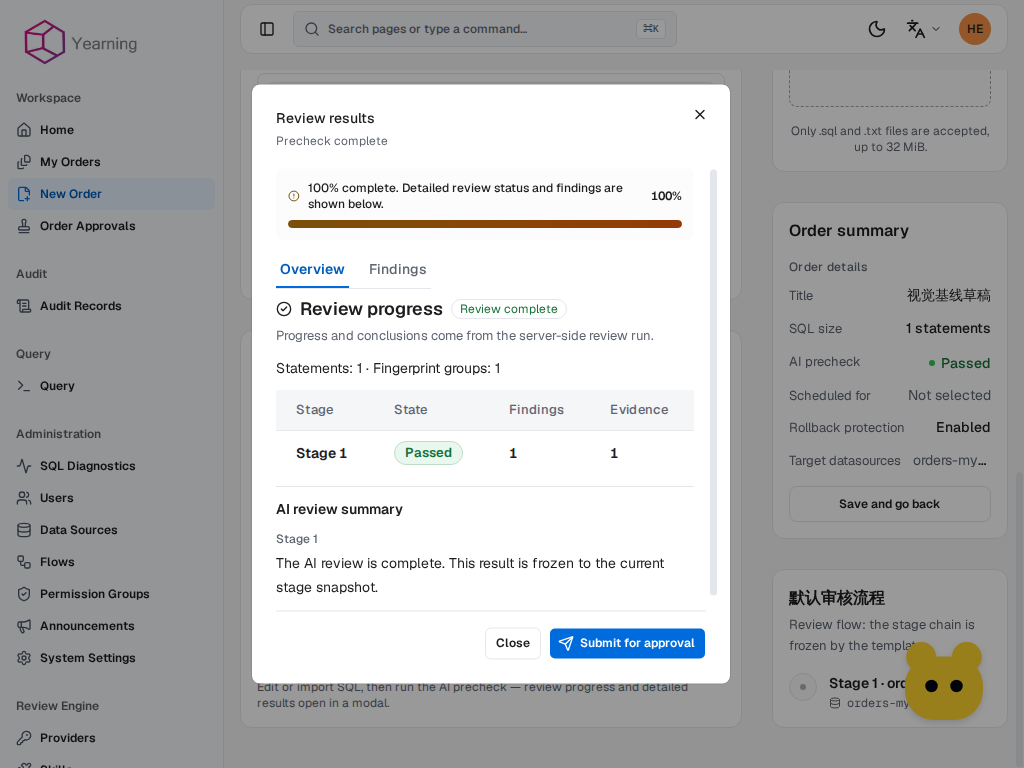 Yearning
Search pages or type a command...
⌘K
HE
Workspace
Home
My Orders
New Order
Order Approvals
Audit
Audit Records
Query
Query
Administration
SQL Diagnostics
Users
Data Sources
Flows
Permission Groups
Announcements
System Settings
Review Engine
Providers
Review results
Precheck complete
100% complete. Detailed review status and findings are
shown below.
100%
Overview
Findings
Review progress
Review complete
Progress and conclusions come from the server-side review run.
Statements: 1 · Fingerprint groups: 1
Stage State Findings Evidence
Stage 1 Passed 1 1
AI review summary
Stage 1
The AI review is complete. This result is frozen to the current
stage snapshot.
Close
Submit for approval
Edit or import SQL, then run the AI precheck — review progress and detailed
results open in a modal.
Only .sql and .txt files are accepted,
up to 32 MiB.
Order summary
Order details
Title 视觉基线草稿
SQL size 1 statements
AI precheck Passed
Scheduled for Not selected
Rollback protection Enabled
Target datasources orders-my...
Save and go back
默认审核流程
Review flow: the stage chain is
frozen by the
Stage 1 ·
orders-my